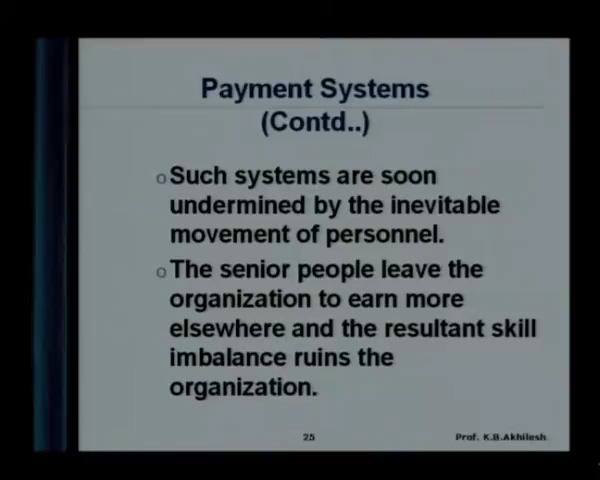 Payment Systems
(Contd..)
o Such systems are soon
undermined by the inevitable
movement of personnel.
o The senior people leave the
organization to earn more
elsewhere and the resultant skill
imbalance ruins the
organization.
25
Prof. K.B.Akhilesh